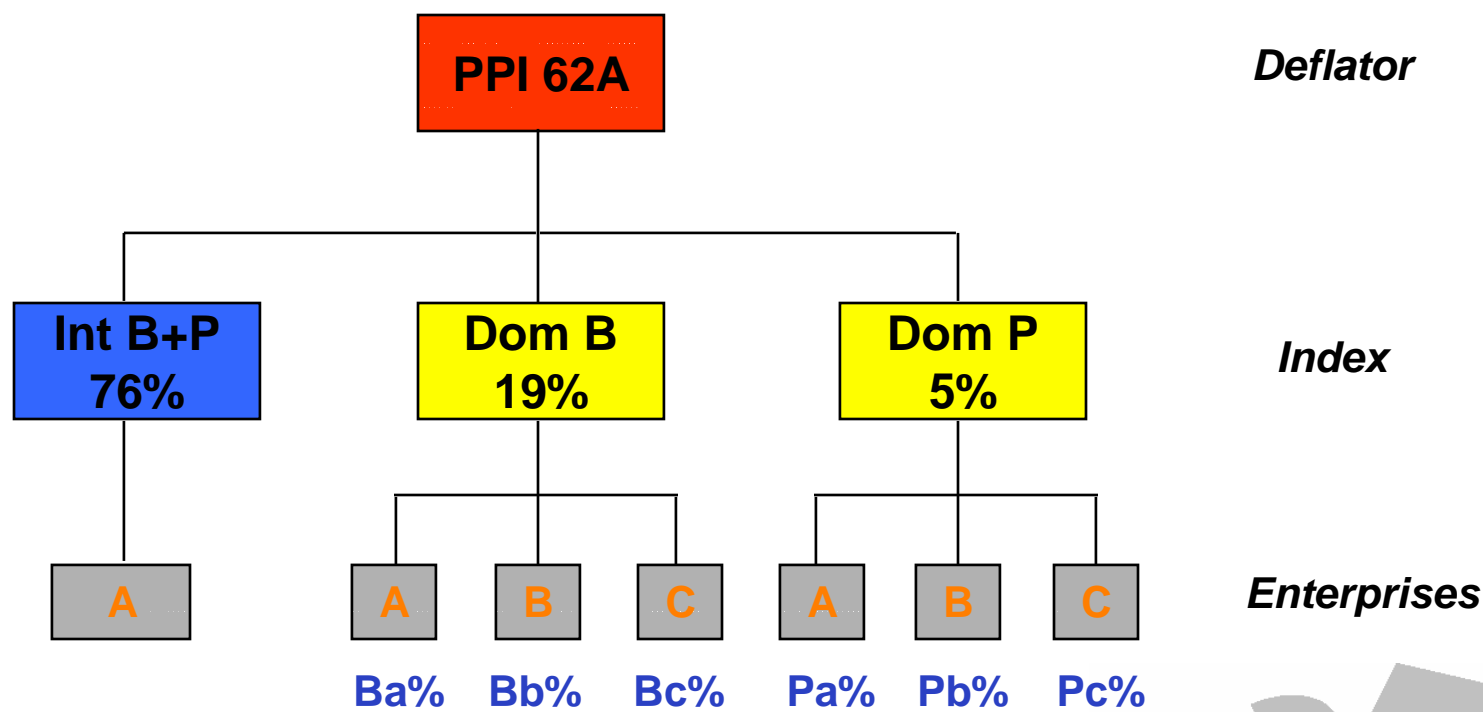 PPI 62A
Deflator
Int B+P
76%
Dom B
19%
Dom P
5%
Index
A
A
B
C
A
B
C
Enterprises
Ba%
Bb%
Bc%
Pa%
Pb%
Pc%